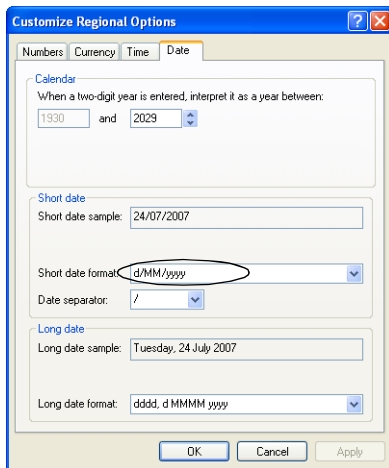 Customize Regional Options
Numbers Currency Time Date
Calendar
When a two-digit year is entered, interpret it as a year between:
1930 and 2029
Short date
Short date sample: 24/07/2007
Short date format: d/MM/yyyy
Date separator: /
Long date
Long date sample: Tuesday, 24 July 2007
Long date format: dddd, d MMMM yyyy
OK Cancel Apply